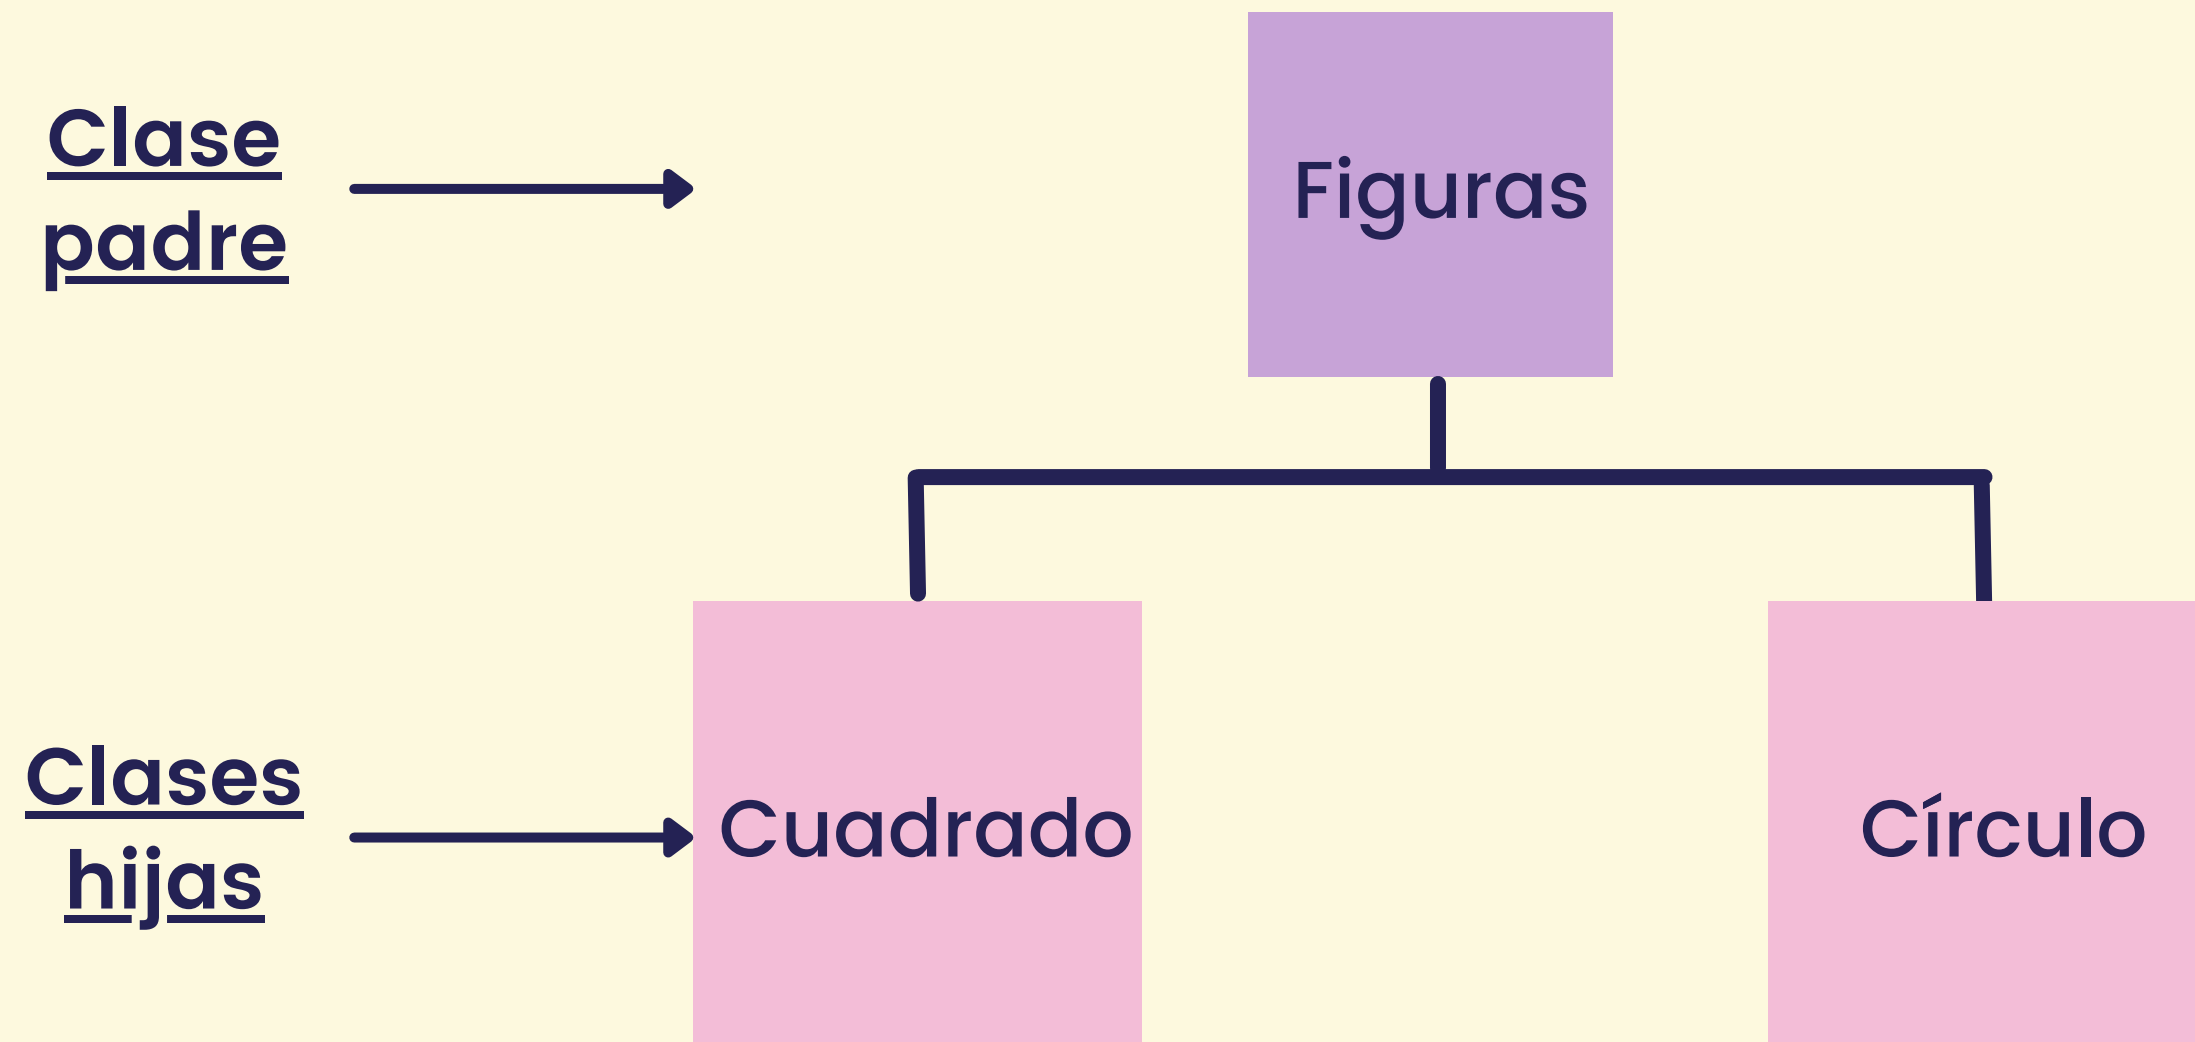 Clase
padre
Figuras
Clases
hijas
Cuadrado
Círculo